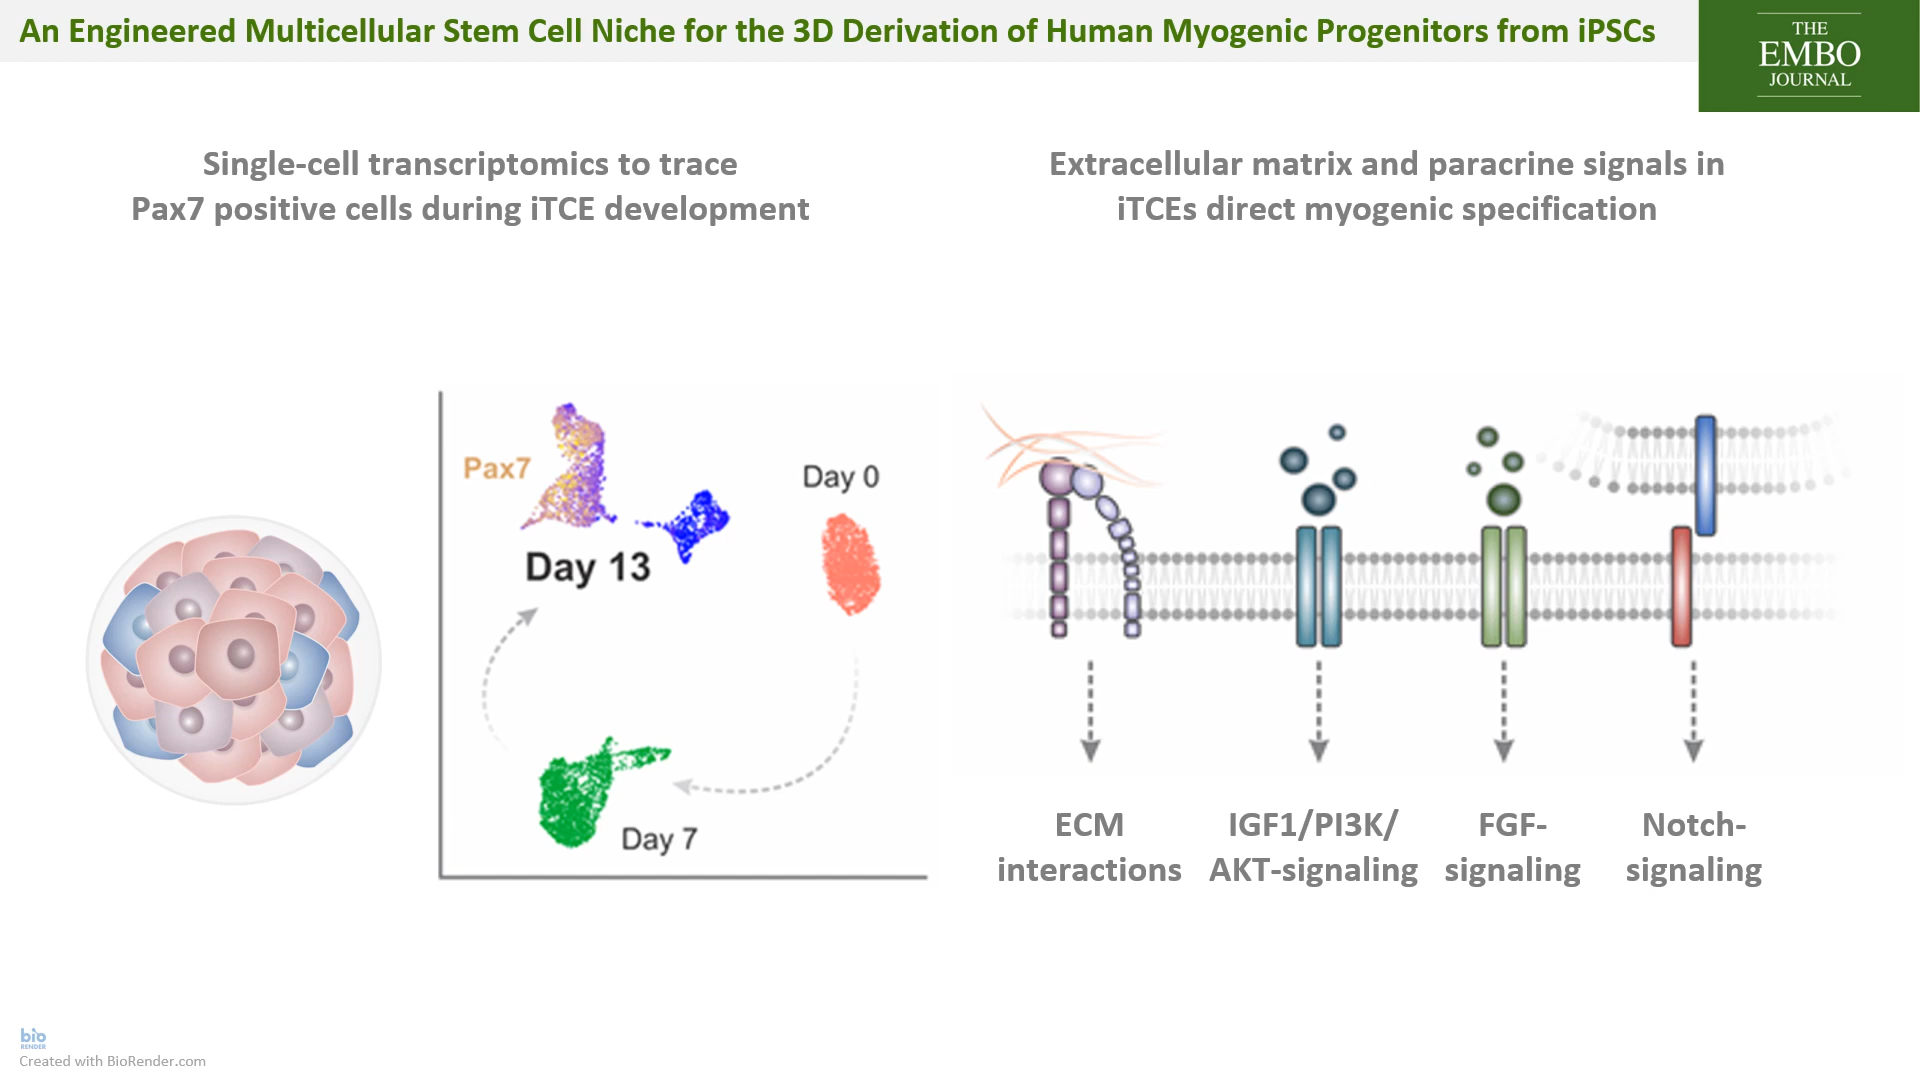 An Engineered Multicellular Stem Cell Niche for the 3D Derivation of Human Myogenic Progenitors from iPSCs
THE
EMBO
JOURNAL
Single-cell transcriptomics to trace
Pax7 positive cells during iTCE development
Extracellular matrix and paracrine signals in
iTCEs direct myogenic specification
Pax7
Day 0
Day 13
Day 7
ECM
interactions
IGF1/PI3K/
AKT-signaling
FGF-
signaling
Notch-
signaling
bio
RENDER
Created with BioRender.com